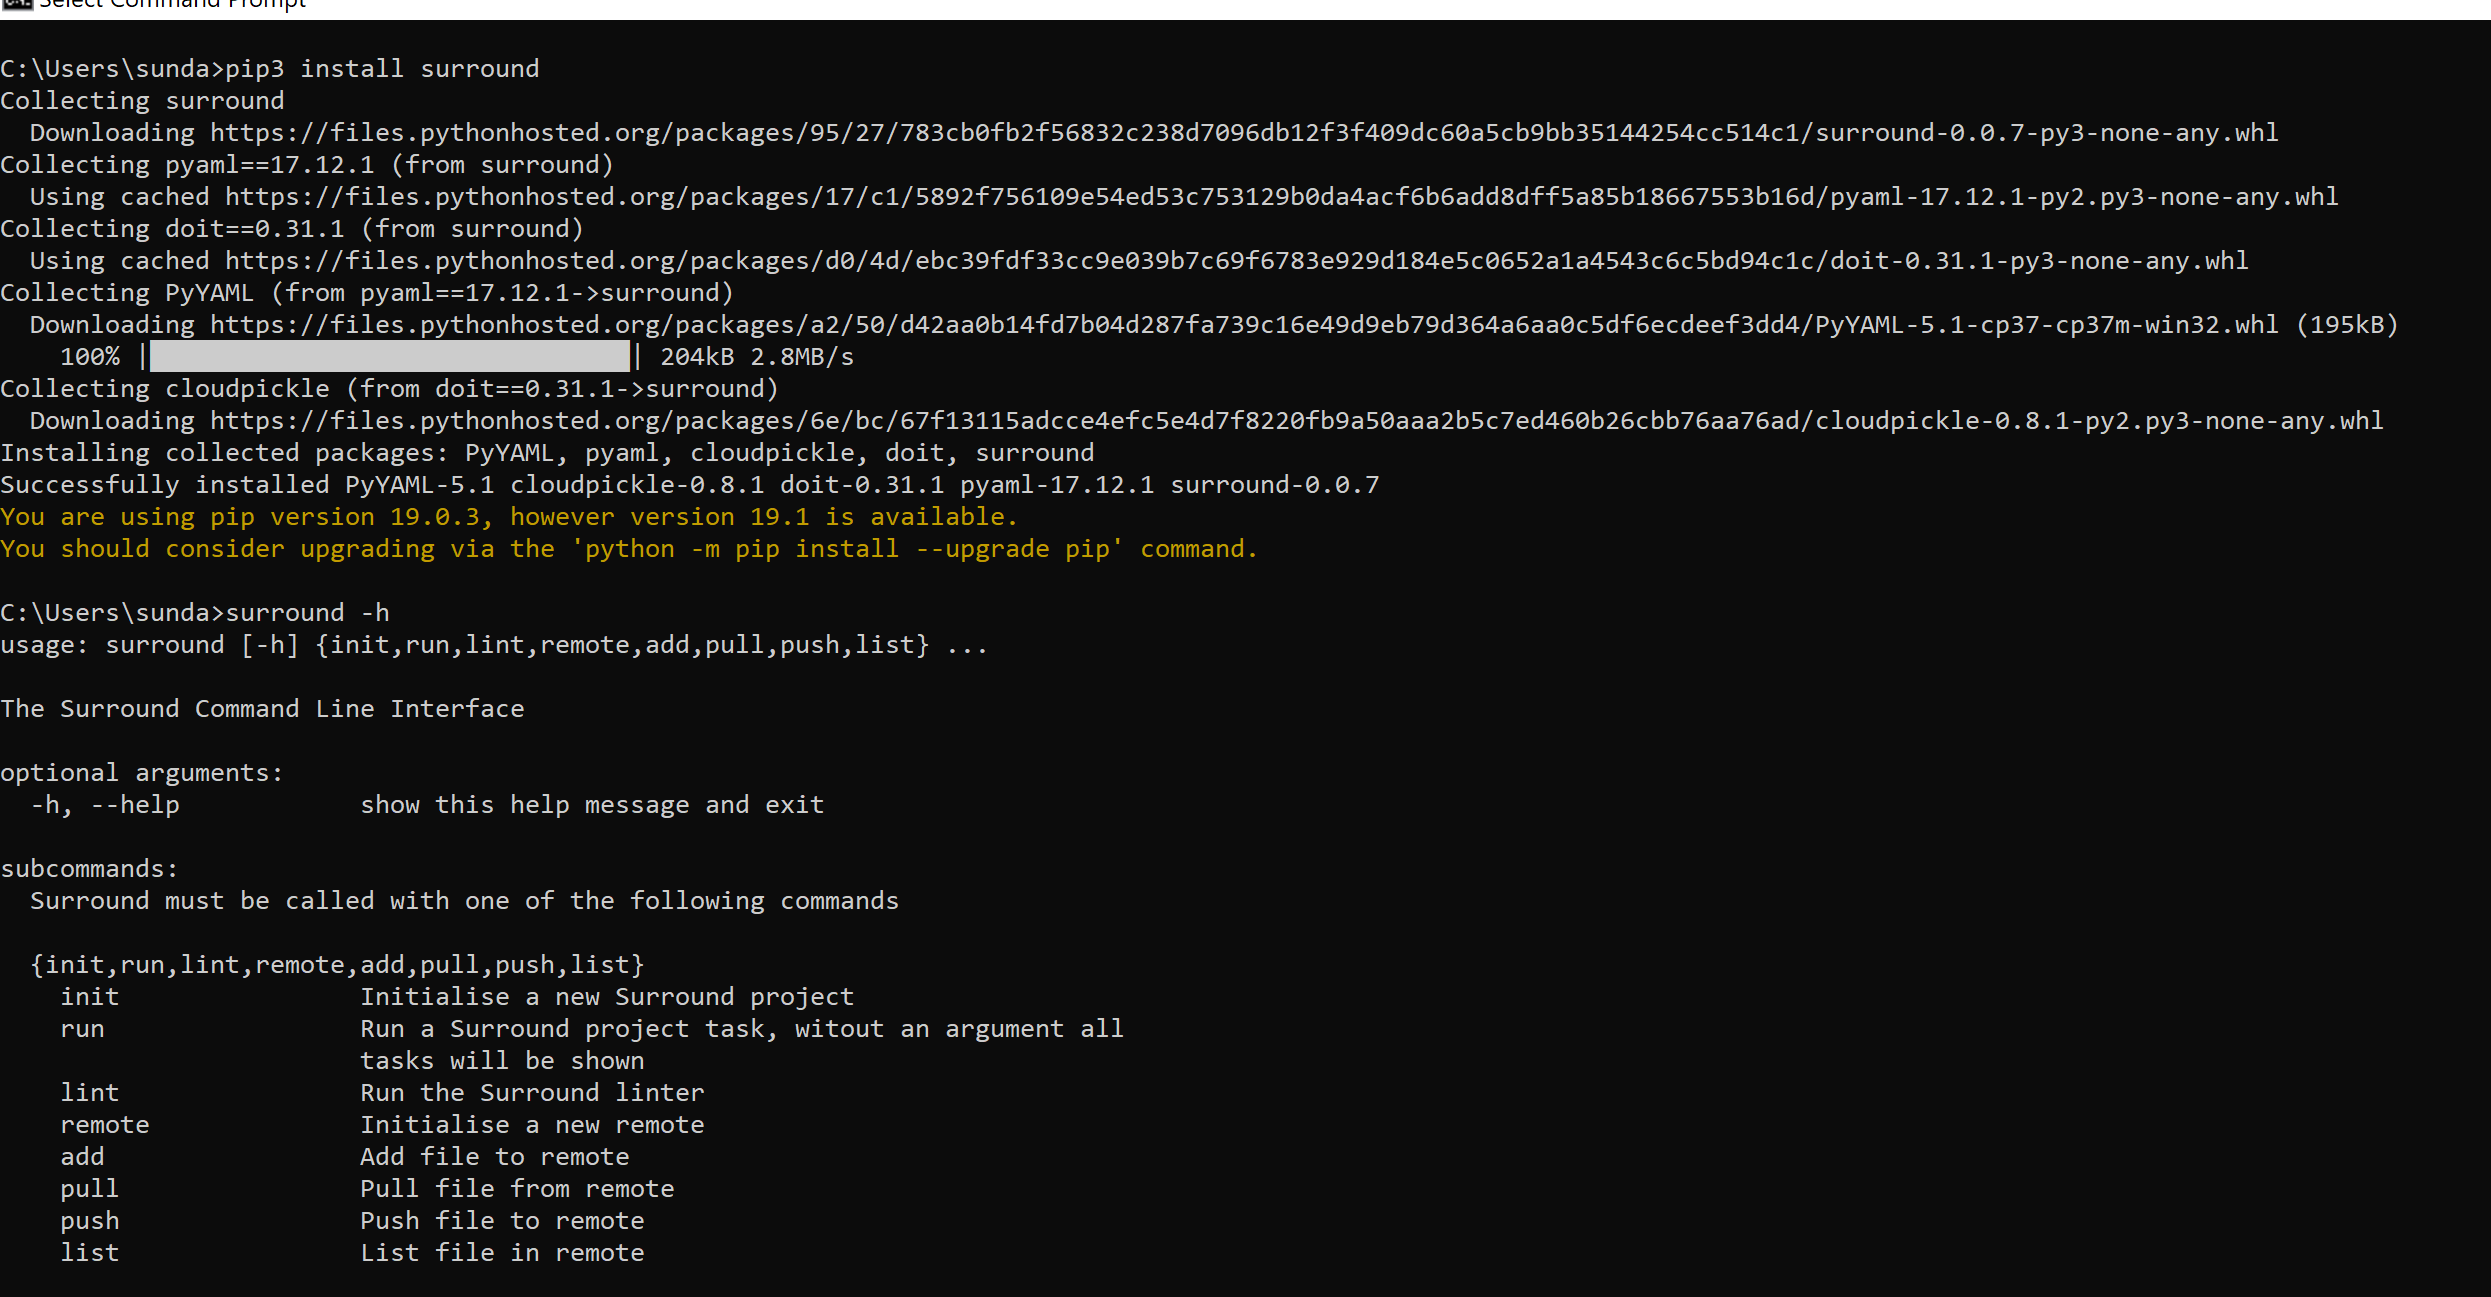 Select Command Prompt
C:\Users\sunda>pip3 install surround
Collecting surround
  Downloading https://files.pythonhosted.org/packages/95/27/783cb0fb2f56832c238d7096db12f3f409dc60a5cb9bb35144254cc514c1/surround-0.0.7-py3-none-any.whl
Collecting pyaml==17.12.1 (from surround)
  Using cached https://files.pythonhosted.org/packages/17/c1/5892f756109e54ed53c753129b0da4acf6b6add8dff5a85b18667553b16d/pyaml-17.12.1-py2.py3-none-any.whl
Collecting doit==0.31.1 (from surround)
  Using cached https://files.pythonhosted.org/packages/d0/4d/ebc39fdf33cc9e039b7c69f6783e929d184e5c0652a1a4543c6c5bd94c1c/doit-0.31.1-py3-none-any.whl
Collecting PyYAML (from pyaml==17.12.1->surround)
  Downloading https://files.pythonhosted.org/packages/a2/50/d42aa0b14fd7b04d287fa739c16e49d9eb79d364a6aa0c5df6ecdeef3dd4/PyYAML-5.1-cp37-cp37m-win32.whl (195kB)
    100% |████████████████████████████████| 204kB 2.8MB/s
Collecting cloudpickle (from doit==0.31.1->surround)
  Downloading https://files.pythonhosted.org/packages/6e/bc/67f13115adcce4efc5e4d7f8220fb9a50aaa2b5c7ed460b26cbb76aa76ad/cloudpickle-0.8.1-py2.py3-none-any.whl
Installing collected packages: PyYAML, pyaml, cloudpickle, doit, surround
Successfully installed PyYAML-5.1 cloudpickle-0.8.1 doit-0.31.1 pyaml-17.12.1 surround-0.0.7
You are using pip version 19.0.3, however version 19.1 is available.
You should consider upgrading via the 'python -m pip install --upgrade pip' command.
C:\Users\sunda>surround -h
usage: surround [-h] {init,run,lint,remote,add,pull,push,list} ...
The Surround Command Line Interface
optional arguments:
  -h, --help            show this help message and exit
subcommands:
  Surround must be called with one of the following commands
  {init,run,lint,remote,add,pull,push,list}
    init                Initialise a new Surround project
    run                 Run a Surround project task, witout an argument all
                        tasks will be shown
    lint                Run the Surround linter
    remote              Initialise a new remote
    add                 Add file to remote
    pull                Pull file from remote
    push                Push file to remote
    list                List file in remote